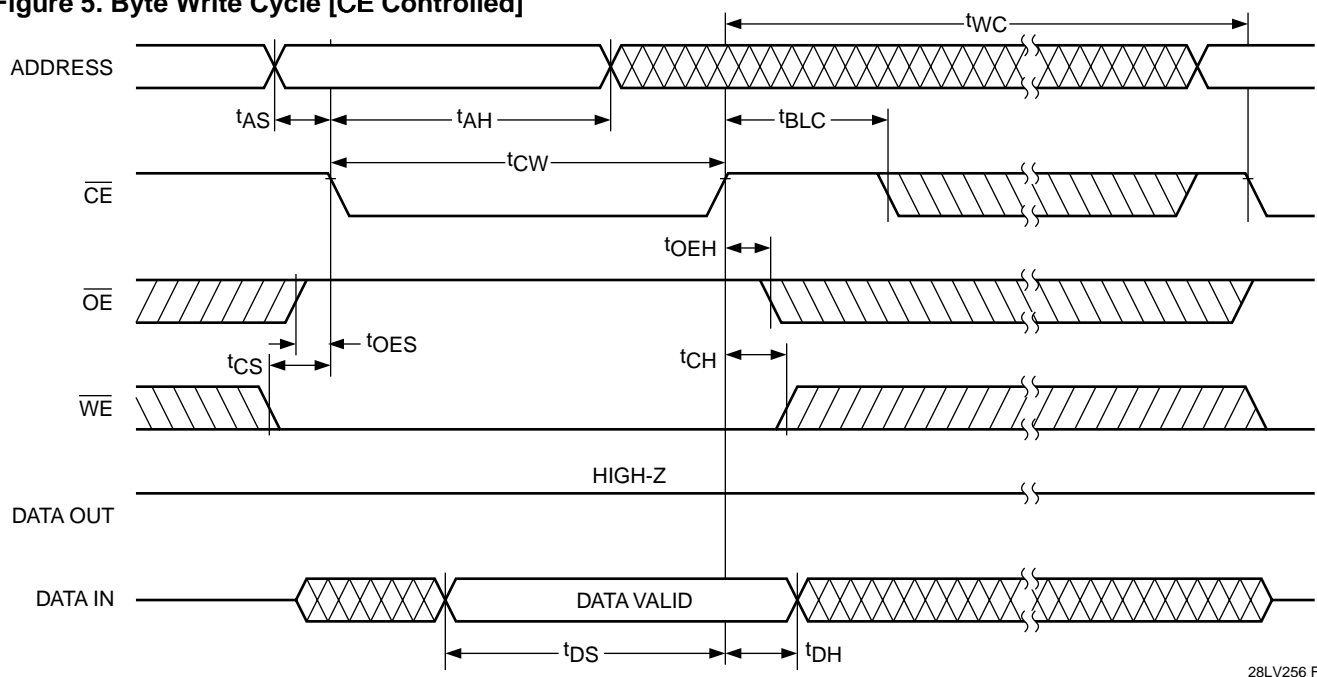 Figure 5. Byte Write Cycle [CE Controlled]
tWC
ADDRESS
tAS
tAH
tBLC
tCW
CE
tOEH
OE
tOES
tCS
tCH
WE
HIGH-Z
DATA OUT
DATA IN
DATA VALID
tDS
tDH
28LV256 F